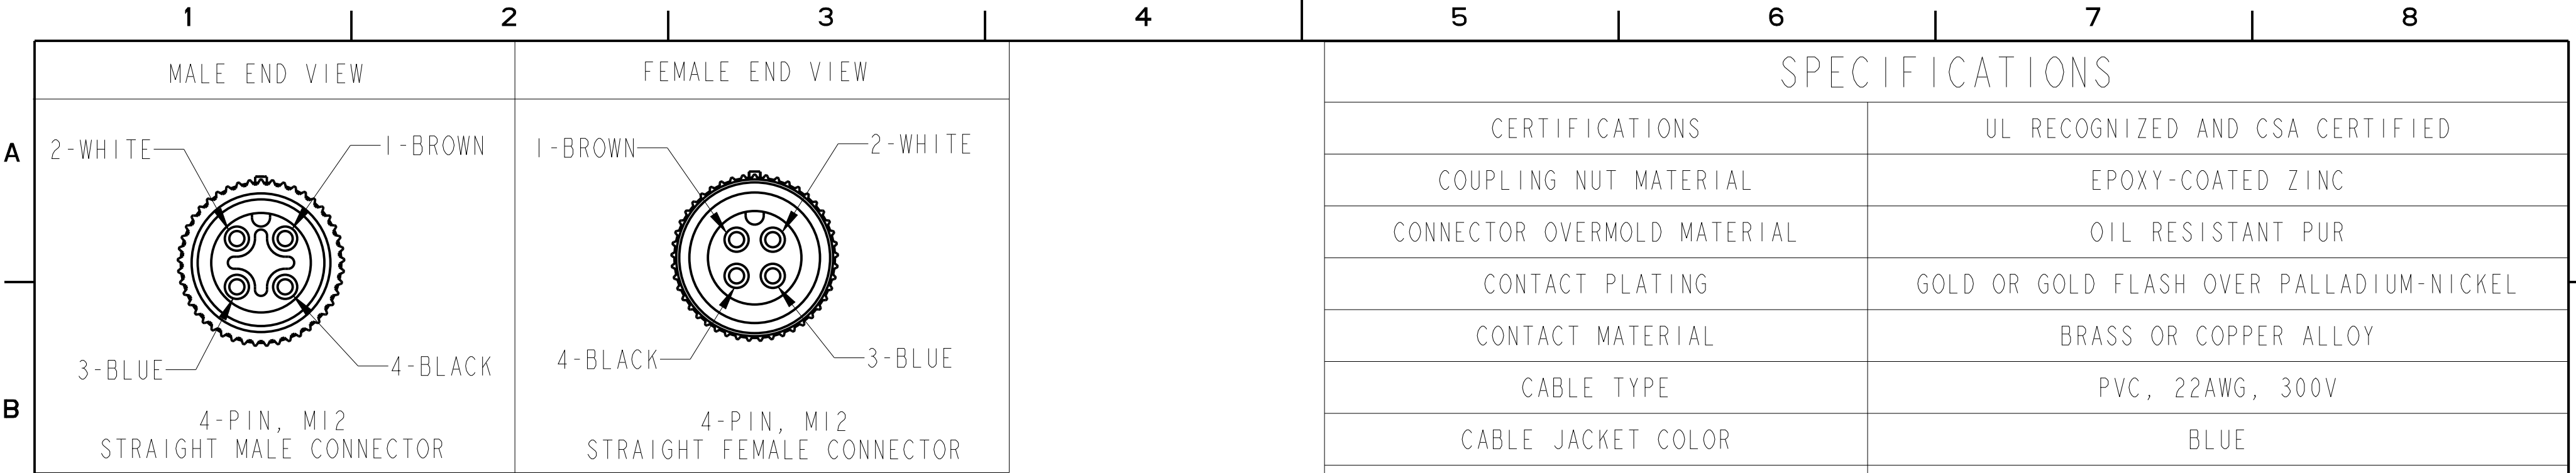 1 2 3 4 5 6 7 8
A
B
MALE END VIEW
2-WHITE
1-BROWN
3-BLUE
4-BLACK
4-PIN, M12
STRAIGHT MALE CONNECTOR
FEMALE END VIEW
1-BROWN
2-WHITE
4-BLACK
3-BLUE
4-PIN, M12
STRAIGHT FEMALE CONNECTOR
SPECIFICATIONS
CERTIFICATIONS UL RECOGNIZED AND CSA CERTIFIED
COUPLING NUT MATERIAL EPOXY-COATED ZINC
CONNECTOR OVERMOLD MATERIAL OIL RESISTANT PUR
CONTACT PLATING GOLD OR GOLD FLASH OVER PALLADIUM-NICKEL
CONTACT MATERIAL BRASS OR COPPER ALLOY
CABLE TYPE PVC, 22AWG, 300V
CABLE JACKET COLOR BLUE